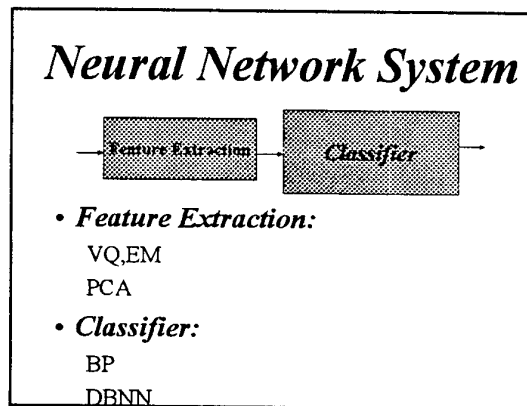 Neural Network System
Feature Extraction
Classifier
• Feature Extraction:
VQ,EM
PCA
• Classifier:
BP
DBNN